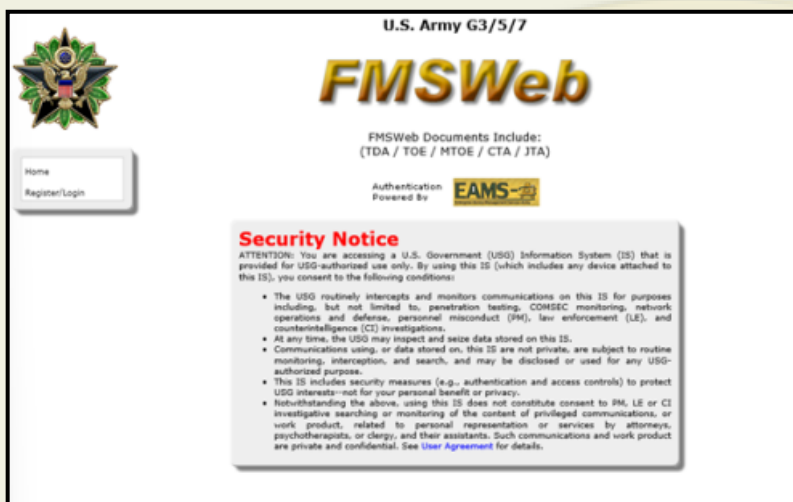 U.S. Army G3/5/7
FMSWeb
FMSWeb Documents Include:
(TDA / TOE / MTOE / CTA / JTA)
Home
Register/Login
Authentication
Powered By
EAMS-A
Security Notice
ATTENTION: You are accessing a U.S. Government (USG) Information System (IS) that is
provided for USG-authorized use only. By using this IS (which includes any device attached to
this IS), you consent to the following conditions:
• The USG routinely intercepts and monitors communications on this IS for purposes
including, but not limited to, penetration testing, COMSEC monitoring, network
operations and defense, personnel misconduct (PM), law enforcement (LE), and
counterintelligence (CI) investigations.
• At any time, the USG may inspect and seize data stored on this IS.
• Communications using, or data stored on, this IS are not private, are subject to routine
monitoring, interception, and search, and may be disclosed or used for any USG-
authorized purpose.
• This IS includes security measures (e.g., authentication and access controls) to protect
USG interests--not for your personal benefit or privacy.
• Notwithstanding the above, using this IS does not constitute consent to PM, LE or CI
investigative searching or monitoring of the content of privileged communications, or
work product, related to personal representation or services by attorneys,
psychotherapists, or clergy, and their assistants. Such communications and work product
are private and confidential. See User Agreement for details.